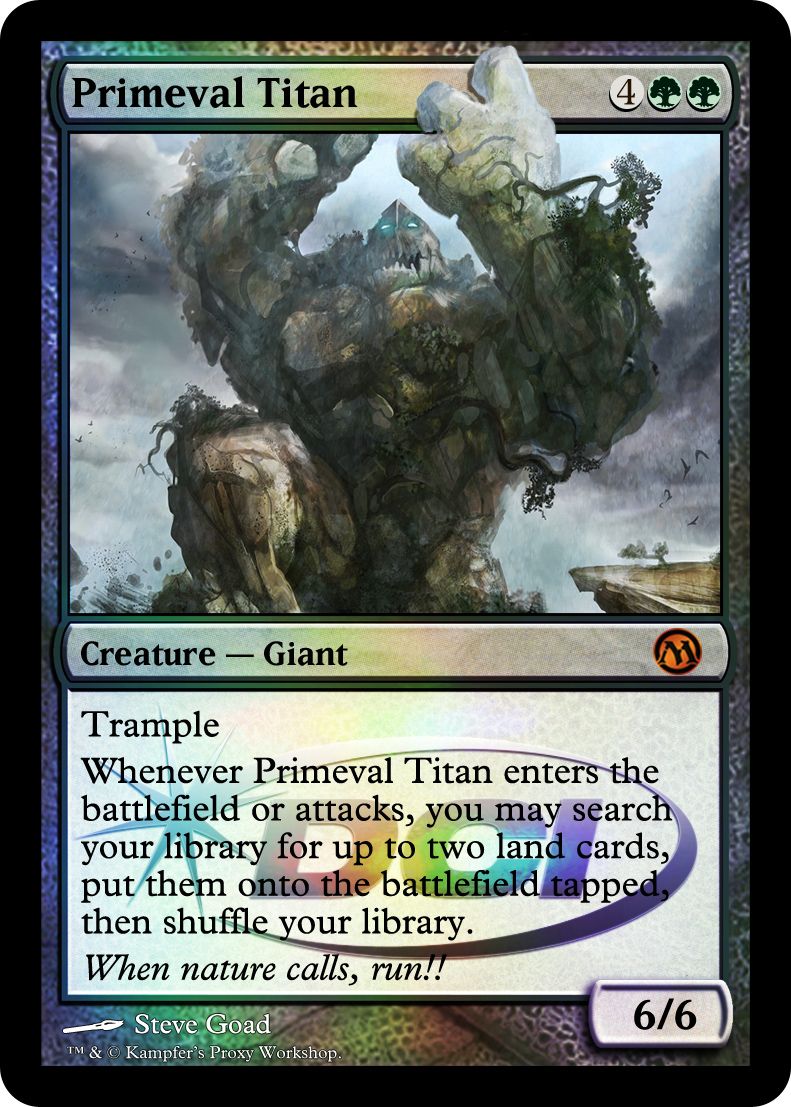 Primeval Titan 4
Creature — Giant M
Trample
Whenever Primeval Titan enters the
battlefield or attacks, you may search
your library for up to two land cards,
put them onto the battlefield tapped,
then shuffle your library.
DCI
When nature calls, run!!
6/6
Steve Goad
™ & © Kampfer's Proxy Workshop.